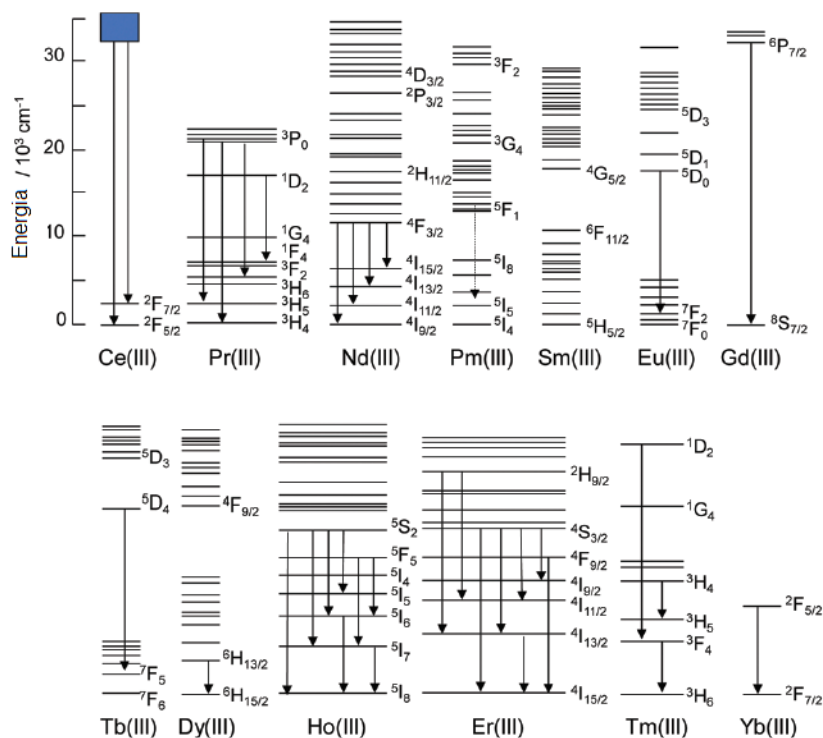 Energia / 10³ cm⁻¹
30
20
10
0
²F₇/₂
²F₅/₂
Ce(III)
³P₀
¹D₂
¹G₄
¹F₄
³F₂
³H₆
³H₅
³H₄
Pr(III)
⁴D₃/₂
²P₃/₂
²H₁₁/₂
⁴F₃/₂
⁴I₁₅/₂
⁴I₁₃/₂
⁴I₁₁/₂
⁴I₉/₂
Nd(III)
³F₂
³G₄
⁵F₁
⁵I₈
⁵I₅
⁵I₄
Pm(III)
⁴G₅/₂
⁶F₁₁/₂
⁵H₅/₂
Sm(III)
⁵D₃
⁵D₁
⁵D₀
⁷F₂
⁷F₀
Eu(III)
⁶P₇/₂
⁸S₇/₂
Gd(III)
⁵D₃
⁵D₄
⁷F₅
⁷F₆
Tb(III)
⁴F₉/₂
⁶H₁₃/₂
⁶H₁₅/₂
Dy(III)
⁵S₂
⁵F₅
⁵I₄
⁵I₅
⁵I₆
⁵I₇
⁵I₈
Ho(III)
²H₉/₂
⁴S₃/₂
⁴F₉/₂
⁴I₉/₂
⁴I₁₁/₂
⁴I₁₃/₂
⁴I₁₅/₂
Er(III)
¹D₂
¹G₄
³H₄
³H₅
³F₄
³H₆
Tm(III)
²F₅/₂
²F₇/₂
Yb(III)